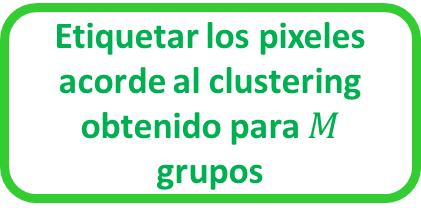 Etiquetar los pixeles
acorde al clustering
obtenido para M
grupos